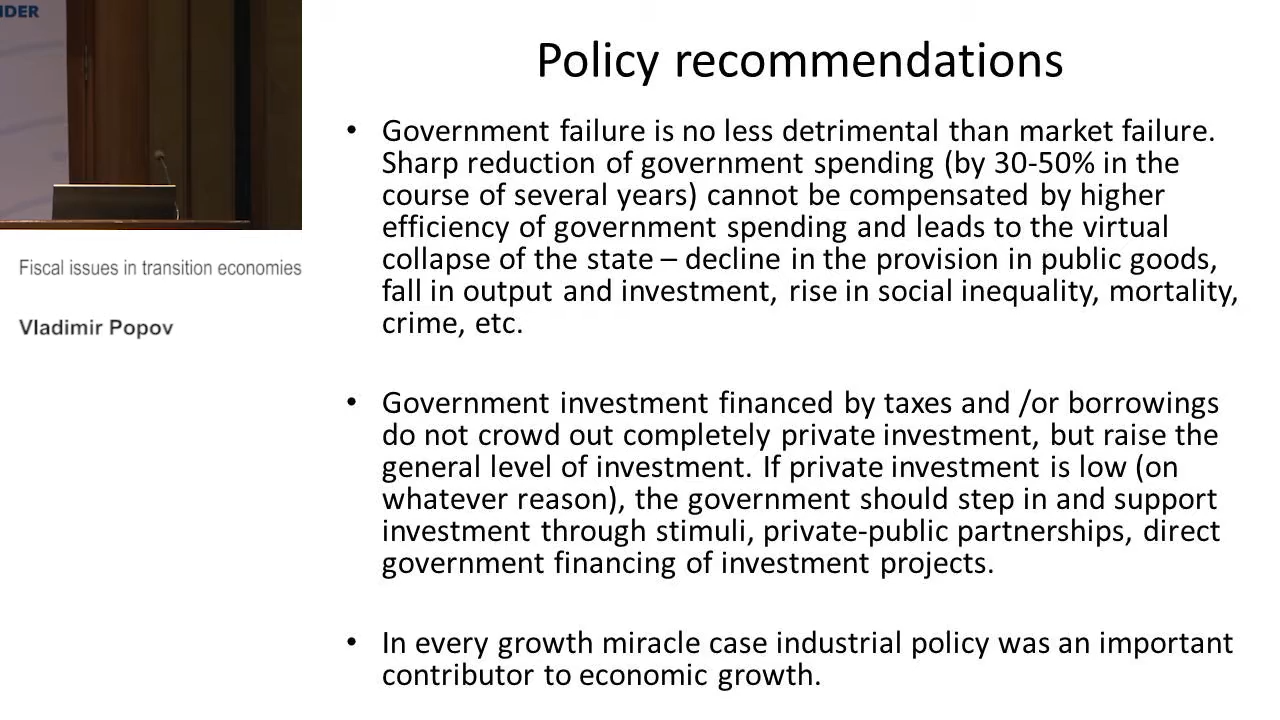 IDER
Policy recommendations
• Government failure is no less detrimental than market failure.
Sharp reduction of government spending (by 30-50% in the
course of several years) cannot be compensated by higher
efficiency of government spending and leads to the virtual
collapse of the state – decline in the provision in public goods,
fall in output and investment, rise in social inequality, mortality,
crime, etc.
• Government investment financed by taxes and /or borrowings
do not crowd out completely private investment, but raise the
general level of investment. If private investment is low (on
whatever reason), the government should step in and support
investment through stimuli, private-public partnerships, direct
government financing of investment projects.
• In every growth miracle case industrial policy was an important
contributor to economic growth.
Fiscal issues in transition economies
Vladimir Popov